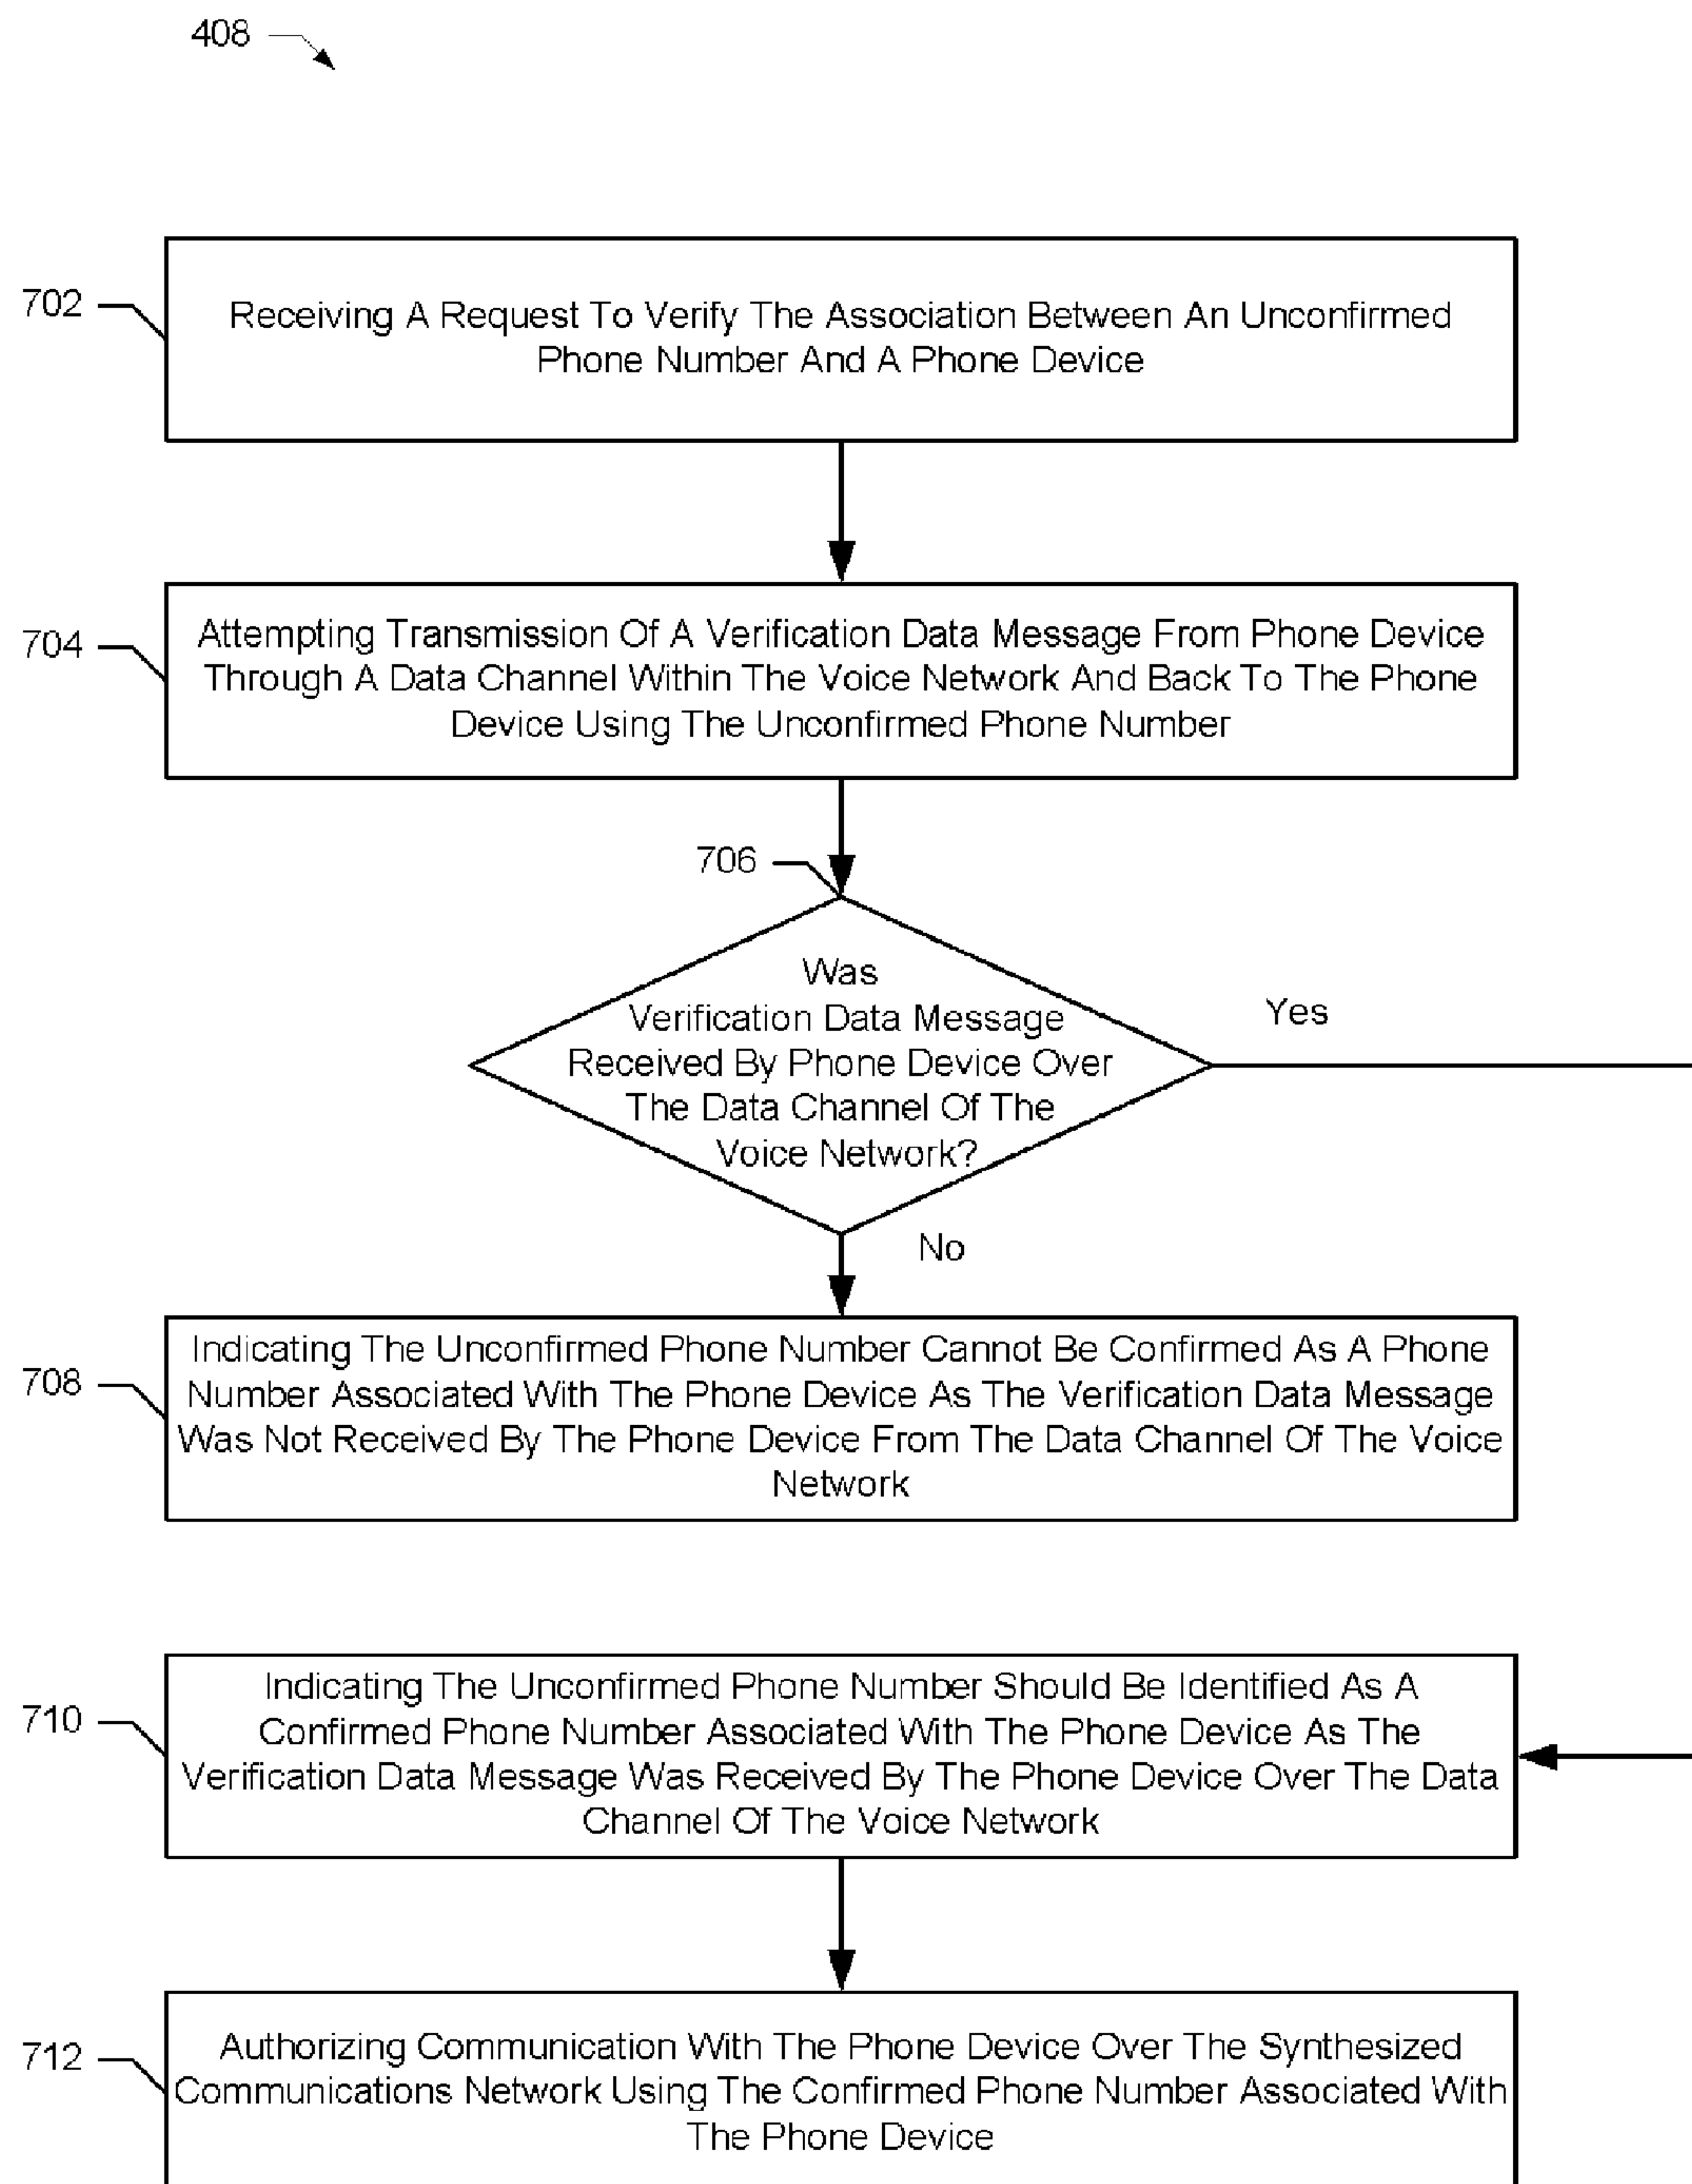 408
702
Receiving A Request To Verify The Association Between An Unconfirmed
Phone Number And A Phone Device
704
Attempting Transmission Of A Verification Data Message From Phone Device
Through A Data Channel Within The Voice Network And Back To The Phone
Device Using The Unconfirmed Phone Number
706
Was
Verification Data Message
Received By Phone Device Over
The Data Channel Of The
Voice Network?
Yes
No
708
Indicating The Unconfirmed Phone Number Cannot Be Confirmed As A Phone
Number Associated With The Phone Device As The Verification Data Message
Was Not Received By The Phone Device From The Data Channel Of The Voice
Network
710
Indicating The Unconfirmed Phone Number Should Be Identified As A
Confirmed Phone Number Associated With The Phone Device As The
Verification Data Message Was Received By The Phone Device Over The Data
Channel Of The Voice Network
712
Authorizing Communication With The Phone Device Over The Synthesized
Communications Network Using The Confirmed Phone Number Associated With
The Phone Device